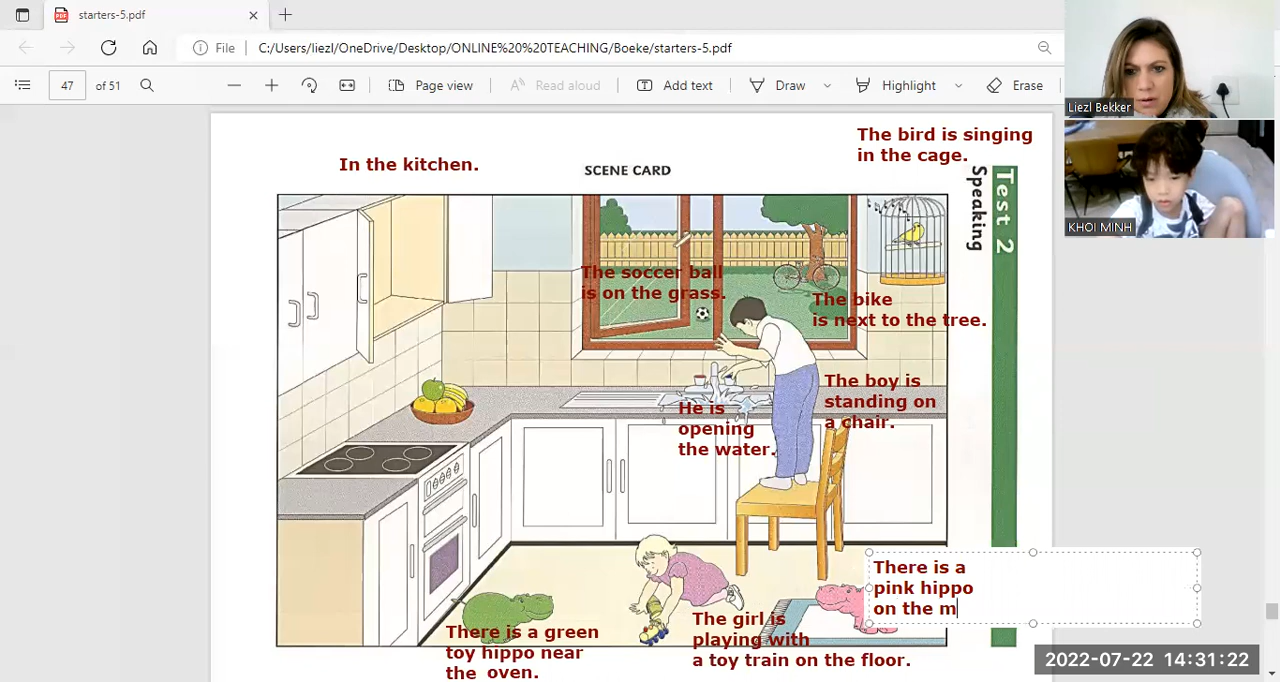 starters-5.pdf
File
C:/Users/liezl/OneDrive/Desktop/ONLINE%20%20TEACHING/Boeke/starters-5.pdf
47 of 51
Page view
Read aloud
Add text
Draw
Highlight
Erase
Liezl Bekker
KHOI MINH
In the kitchen.
SCENE CARD
The bird is singing
in the cage.
Test 2
Speaking
The soccer ball
is on the grass.
The bike
is next to the tree.
The boy is
standing on
a chair.
He is
opening
the water.
There is a
pink hippo
on the m
There is a green
toy hippo near
the oven.
The girl is
playing with
a toy train on the floor.
2022-07-22 14:31:22